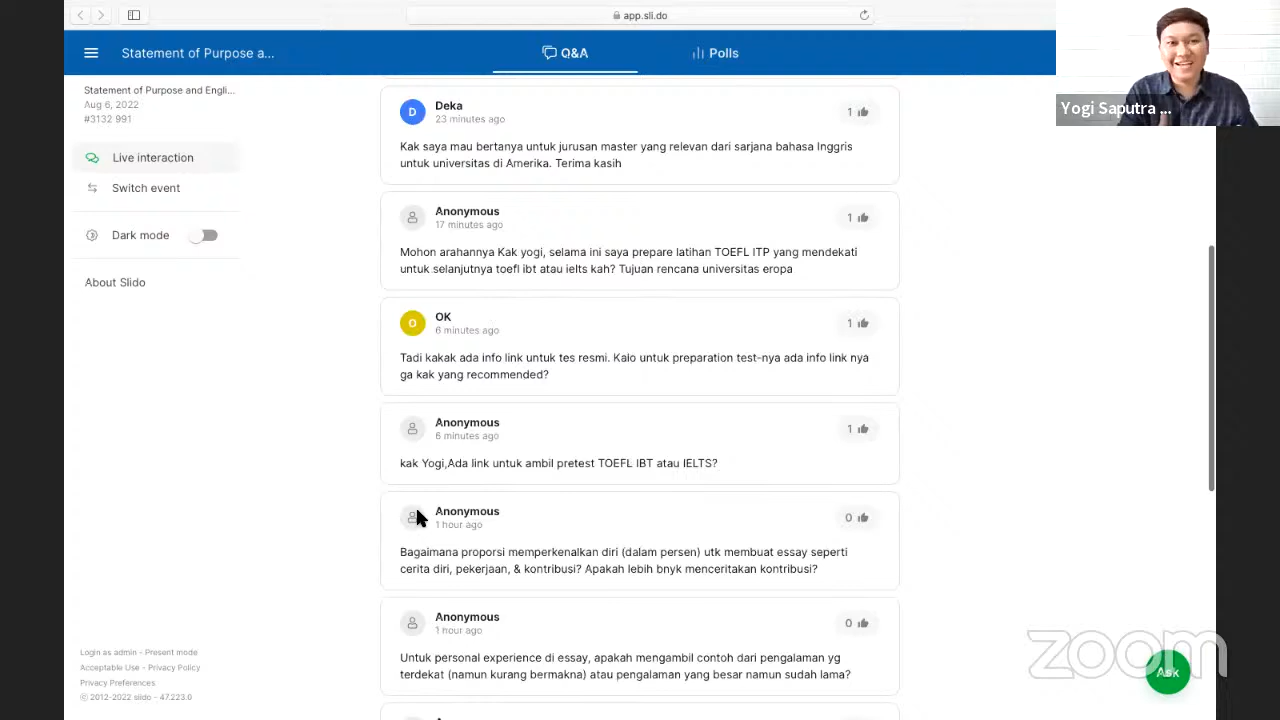 app.sli.do
Statement of Purpose a...
Q&A
Polls
Yogi Saputra ...
Statement of Purpose and Engli...
Aug 6, 2022
#3132 991
Live interaction
Switch event
Dark mode
About Slido
D
Deka
23 minutes ago
1
Kak saya mau bertanya untuk jurusan master yang relevan dari sarjana bahasa Inggris
untuk universitas di Amerika. Terima kasih
Anonymous
17 minutes ago
1
Mohon arahannya Kak yogi, selama ini saya prepare latihan TOEFL ITP yang mendekati
untuk selanjutnya toefl ibt atau ielts kah? Tujuan rencana universitas eropa
O
OK
6 minutes ago
1
Tadi kakak ada info link untuk tes resmi. Kalo untuk preparation test-nya ada info link nya
ga kak yang recommended?
Anonymous
6 minutes ago
1
kak Yogi,Ada link untuk ambil pretest TOEFL IBT atau IELTS?
Anonymous
1 hour ago
0
Bagaimana proporsi memperkenalkan diri (dalam persen) utk membuat essay seperti
cerita diri, pekerjaan, & kontribusi? Apakah lebih bnyk menceritakan kontribusi?
Anonymous
1 hour ago
0
Untuk personal experience di essay, apakah mengambil contoh dari pengalaman yg
terdekat (namun kurang bermakna) atau pengalaman yang besar namun sudah lama?
Login as admin - Present mode
Acceptable Use - Privacy Policy
Privacy Preferences
© 2012-2022 slido - 47.223.0
zoom
Ask